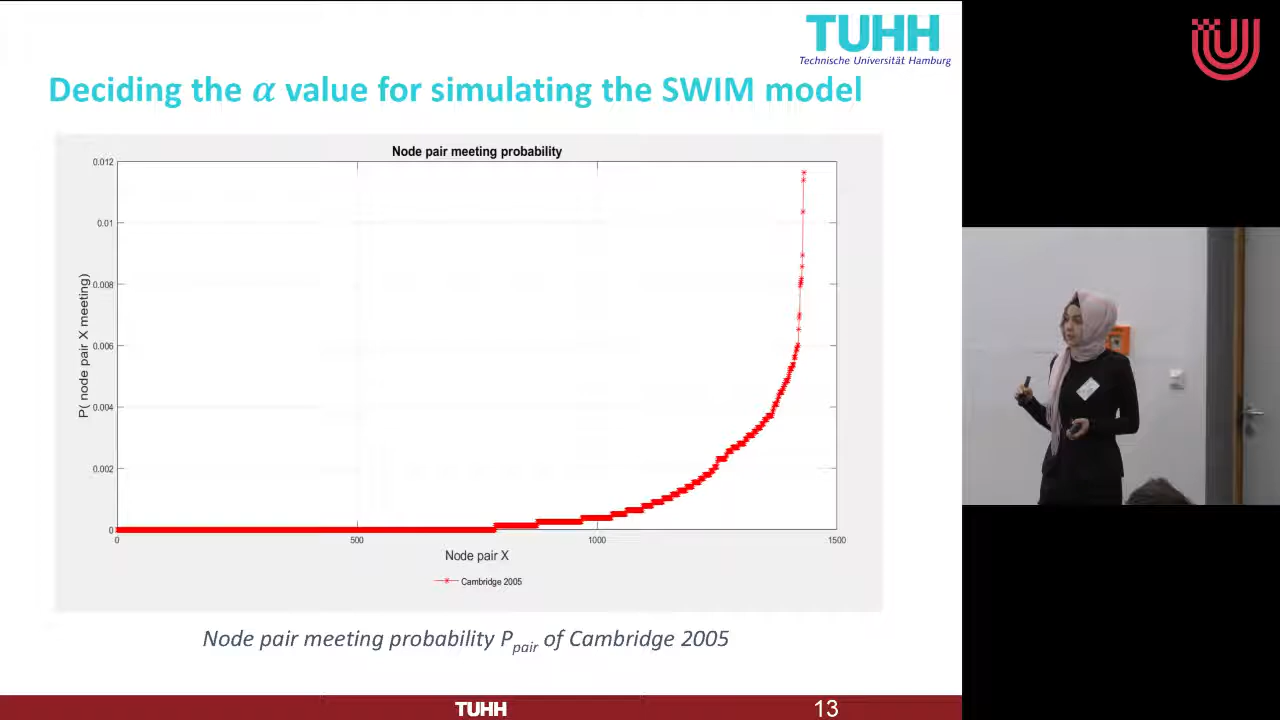 TUHH
Technische Universität Hamburg
Deciding the α value for simulating the SWIM model
Node pair meeting probability
0.012
0.01
0.008
0.006
0.004
0.002
0
P( node pair X meeting)
0 500 1000 1500
Node pair X
Cambridge 2005
Node pair meeting probability Ppair of Cambridge 2005
TUHH
13